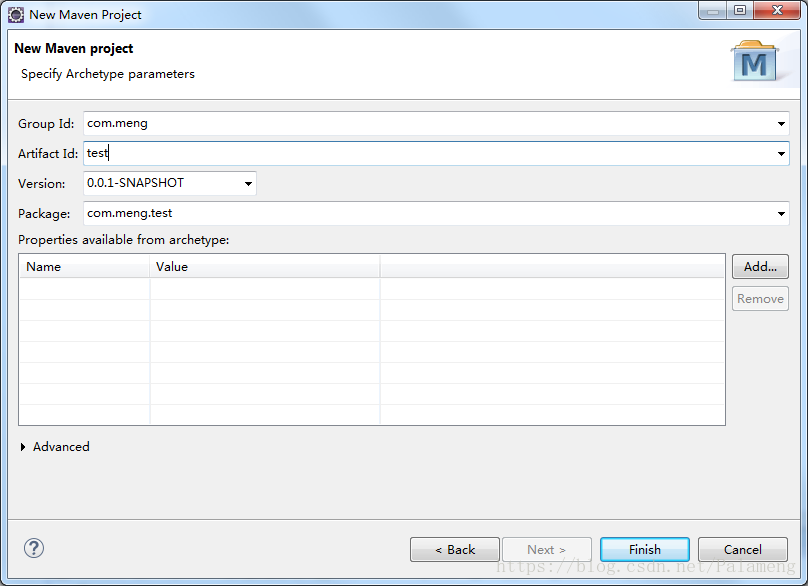 New Maven Project
New Maven project
Specify Archetype parameters
M
Group Id: com.meng
Artifact Id: test
Version: 0.0.1-SNAPSHOT
Package: com.meng.test
Properties available from archetype:
Name Value
Add...
Remove
Advanced
? < Back Next > Finish Cancel
https://blog.csdn.net/Palameng